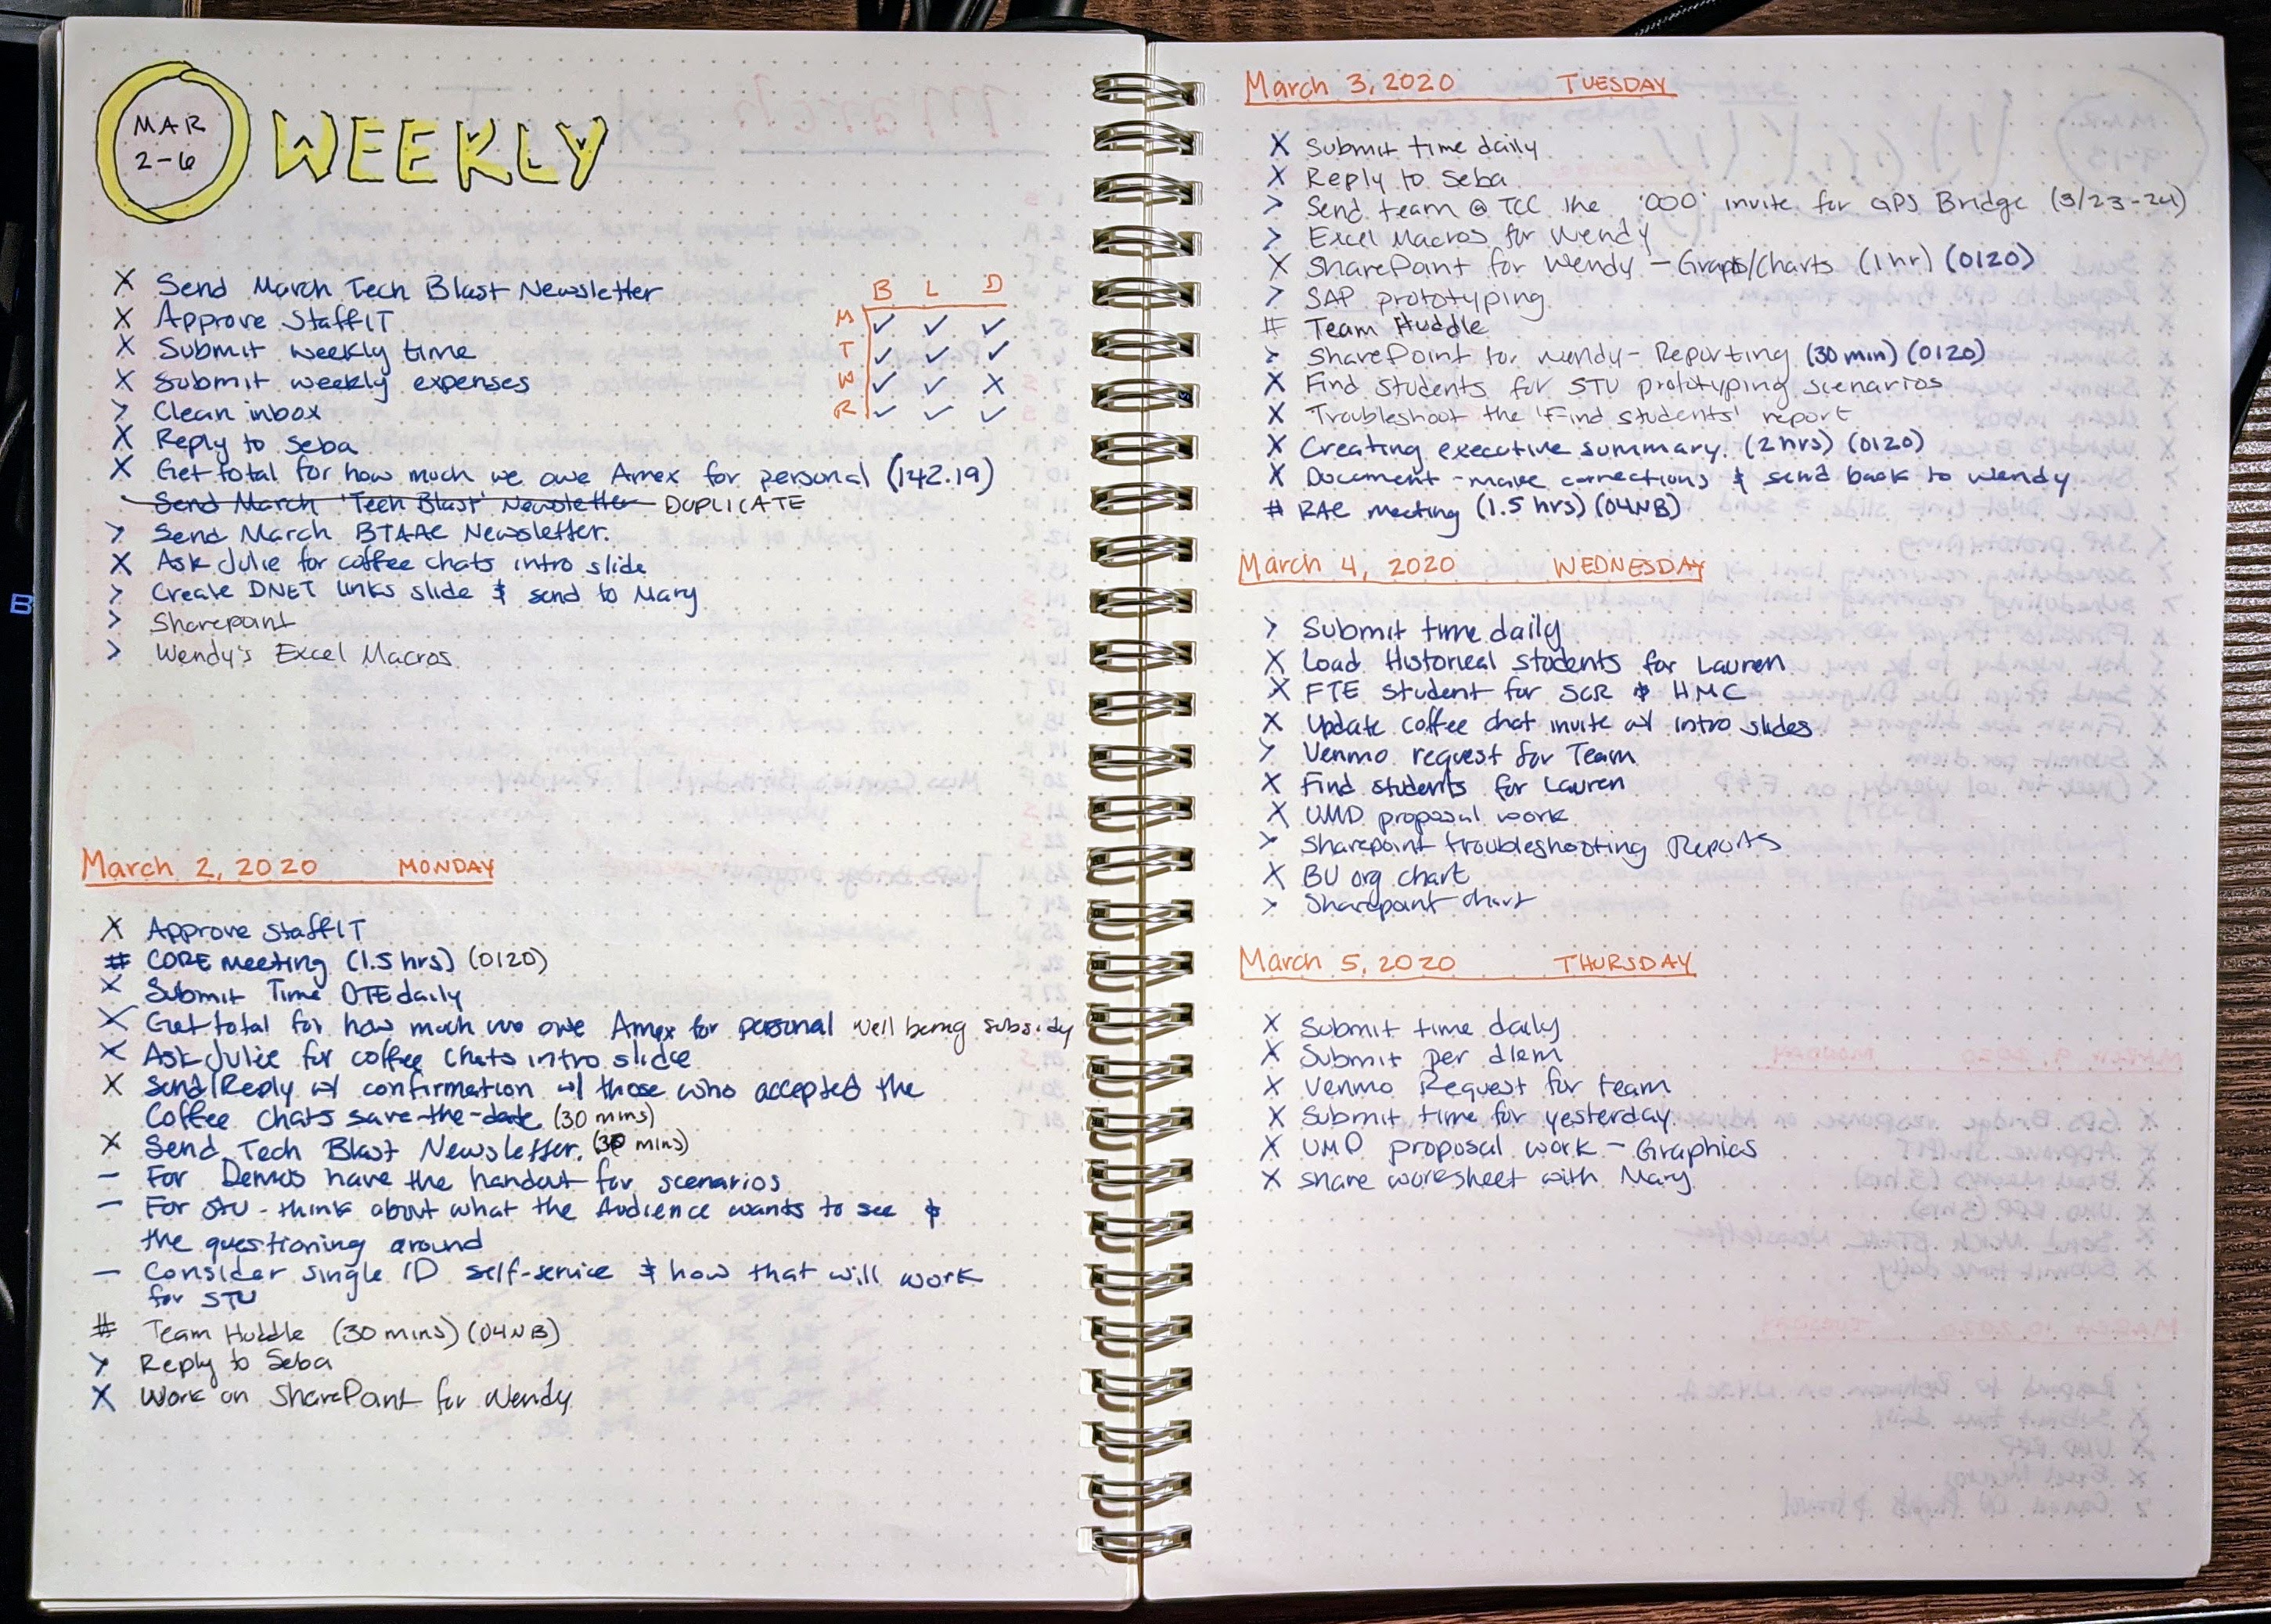 MAR
2-6
WEEKLY
X Send March Tech Blast Newsletter
X Approve StaffIT
X Submit weekly time
X Submit weekly expenses
> Clean inbox
X Reply to Seba
X Get total for how much we owe Amex for personal (142.19)
· Send March 'Tech Blast' Newsletter DUPLICATE
> Send March BTAAC Newsletter.
X Ask Julie for coffee chats intro slide
> Create DNET links slide & send to Mary
> Sharepoint
> Wendy's Excel Macros
B L D
M ✓ ✓ ✓
T ✓ ✓ ✓
W ✓ ✓ X
R ✓ ✓ ✓
March 2, 2020 MONDAY
X Approve StaffIT
# CORE meeting (1.5 hrs) (0120)
X Submit Time DTE daily
X Get total for how much we owe Amex for personal well being subsidy
X Ask Julie for coffee chats intro slide
X Send/Reply w/ confirmation w/ those who accepted the
Coffee chats save-the-date (30 mins)
X Send Tech Blast Newsletter. (30 mins)
– For Demos have the handout for scenarios
– For STU - think about what the Audience wants to see &
the questioning around
– Consider single ID self-service & how that will work
for STU
# Team Huddle (30 mins) (04NB)
> Reply to Seba
X Work on SharePoint for Wendy
March 3, 2020 TUESDAY
X Submit time daily
X Reply to Seba
> Send team @ TCC the '000' invite for GPS Bridge (3/23-24)
> Excel Macros for Wendy
X SharePoint for Wendy – Graphs/Charts (1 hr) (0120)
> SAP prototyping
# Team Huddle
> SharePoint for Wendy - Reporting (30 min) (0120)
X Find Students for STU prototyping scenarios
X Troubleshoot the 'Find Students' report
X Creating executive summary. (2 hrs) (0120)
X Document - make corrections & send back to Wendy
# RAC meeting (1.5 hrs) (04NB)
March 4, 2020 WEDNESDAY
> Submit time daily
X Load Historical Students for Lauren
X FTE Student for SCR & HMC
X Update coffee chat invite w/ intro slides
> Venmo request for Team
X Find students for Lauren
X UMD proposal work
> Sharepoint troubleshooting Reports
X BU org chart
> Sharepoint chart
March 5, 2020 THURSDAY
X Submit time daily
X Submit per diem
X Venmo Request for team
X Submit time for yesterday
X UMD proposal work – Graphics
X Share worksheet with Mary